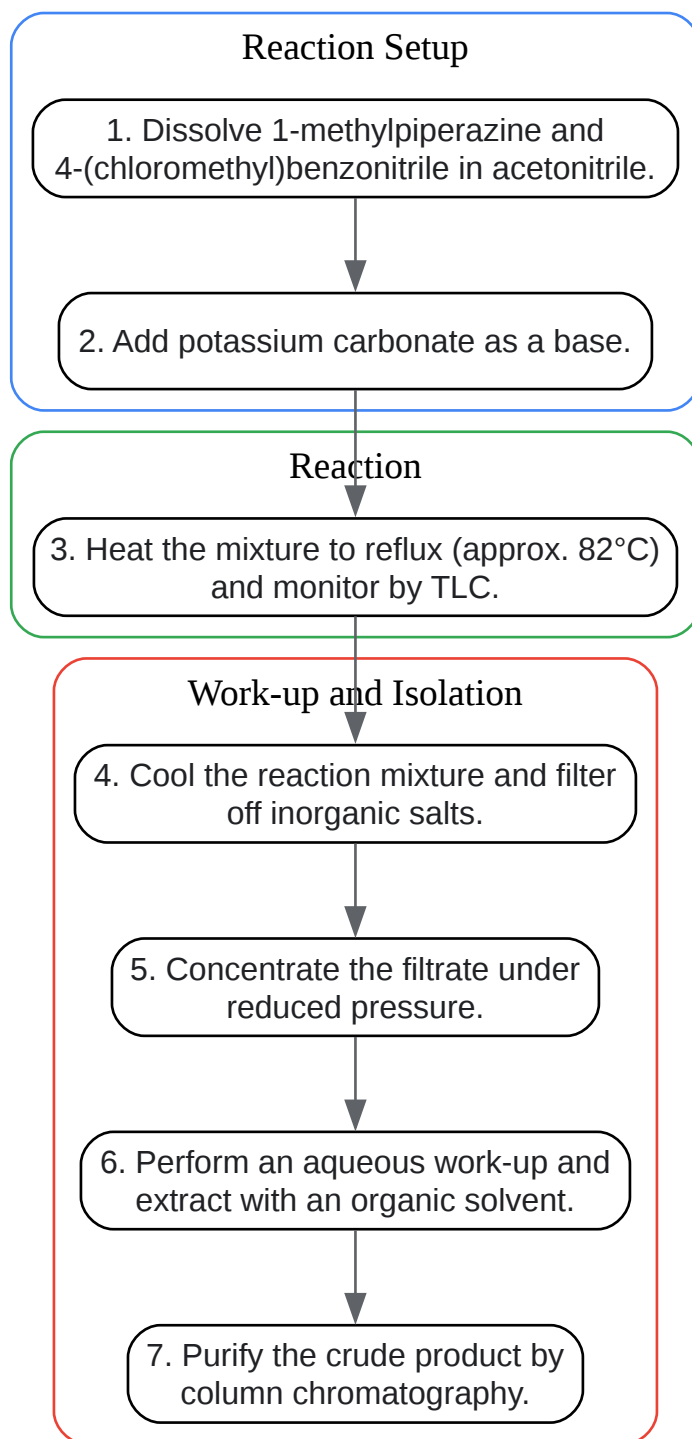 Reaction Setup
1. Dissolve 1-methylpiperazine and
4-(chloromethyl)benzonitrile in acetonitrile.
2. Add potassium carbonate as a base.
Reaction
3. Heat the mixture to reflux (approx. 82°C)
and monitor by TLC.
Work-up and Isolation
4. Cool the reaction mixture and filter
off inorganic salts.
5. Concentrate the filtrate under
reduced pressure.
6. Perform an aqueous work-up and
extract with an organic solvent.
7. Purify the crude product by
column chromatography.